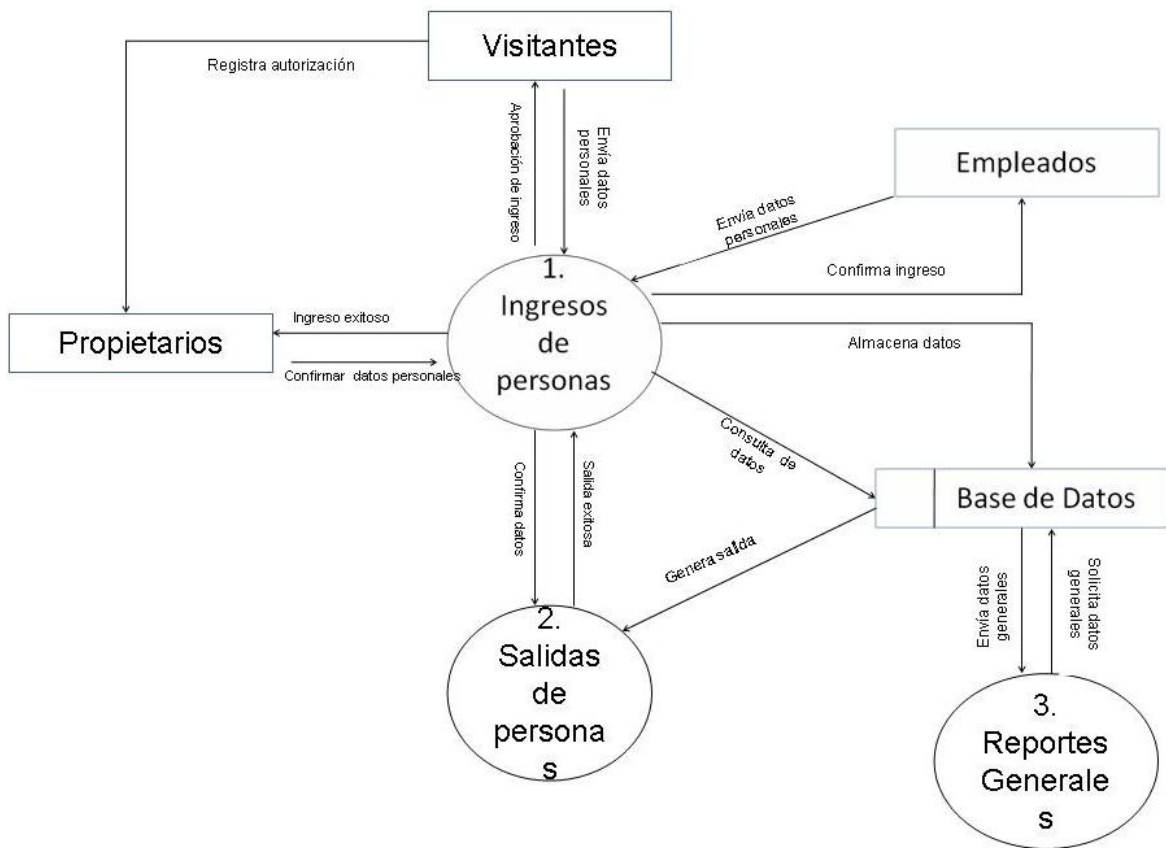 Visitantes
Registra autorización
Aprobación de ingreso
Envía datos
personales
Empleados
Envía datos
personales
1.
Ingresos
de
personas
Confirma ingreso
Propietarios
Ingreso exitoso
Confirmar datos personales
Almacena datos
Consulta de
datos
Confirma datos
Salida exitosa
Base de Datos
Genera salida
Envía datos
generales
Solicita datos
generales
2.
Salidas
de
persona
s
3.
Reportes
Generale
s